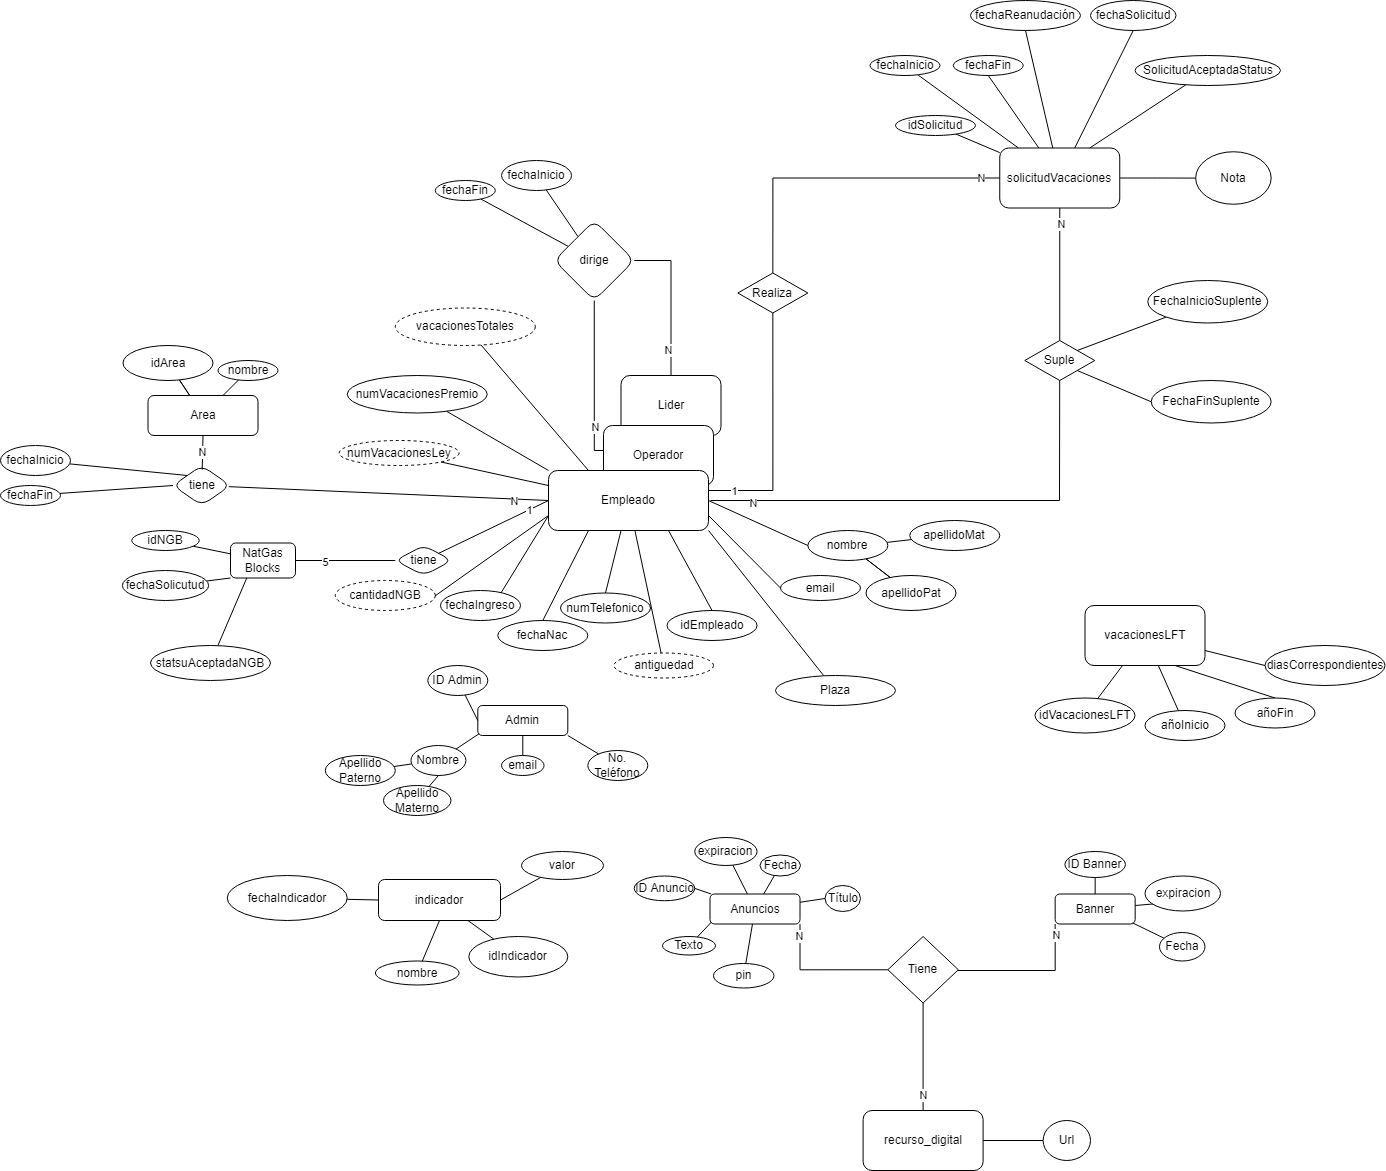 fechaReanudación
fechaSolicitud
fechaInicio
fechaFin
SolicitudAceptadaStatus
idSolicitud
solicitudVacaciones
Nota
N
N
fechaInicio
fechaFin
dirige
Realiza
FechaInicioSuplente
vacacionesTotales
N
Suple
idArea
nombre
numVacacionesPremio
Lider
FechaFinSuplente
Area
N
fechaInicio
N
numVacacionesLey
Operador
tiene
fechaFin
N
1
Empleado
1
N
idNGB
NatGas
Blocks
5
tiene
nombre
apellidoMat
fechaSolicutud
cantidadNGB
fechaIngreso
numTelefonico
email
apellidoPat
idEmpleado
fechaNac
statsuAceptadaNGB
antiguedad
Plaza
vacacionesLFT
diasCorrespondientes
idVacacionesLFT
añoInicio
añoFin
ID Admin
Admin
Nombre
Apellido
Paterno
Apellido
Materno
email
No.
Teléfono
valor
fechaIndicador
indicador
nombre
idIndicador
expiracion
Fecha
ID Anuncio
Anuncios
Título
Texto
pin
N
ID Banner
Banner
expiracion
Fecha
N
Tiene
N
recurso_digital
Url